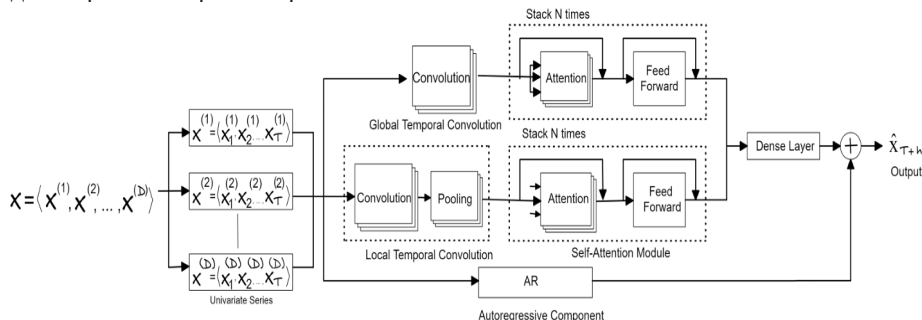 Stack N times
Convolution
Attention
Feed
Forward
Global Temporal Convolution
Stack N times
X^(1) = ⟨X_1^(1), X_2^(1), ... X_T^(1)⟩
X = ⟨X^(1), X^(2), ..., X^(D)⟩
X^(2) = ⟨X_1^(2), X_2^(2), ... X_T^(2)⟩
X^(D) = ⟨X_1^(D), X_2^(D), ... X_T^(D)⟩
Univariate Series
Convolution
Pooling
Attention
Feed
Forward
Local Temporal Convolution
Self-Attention Module
Dense Layer
+
X̂_T+h
Output
AR
Autoregressive Component